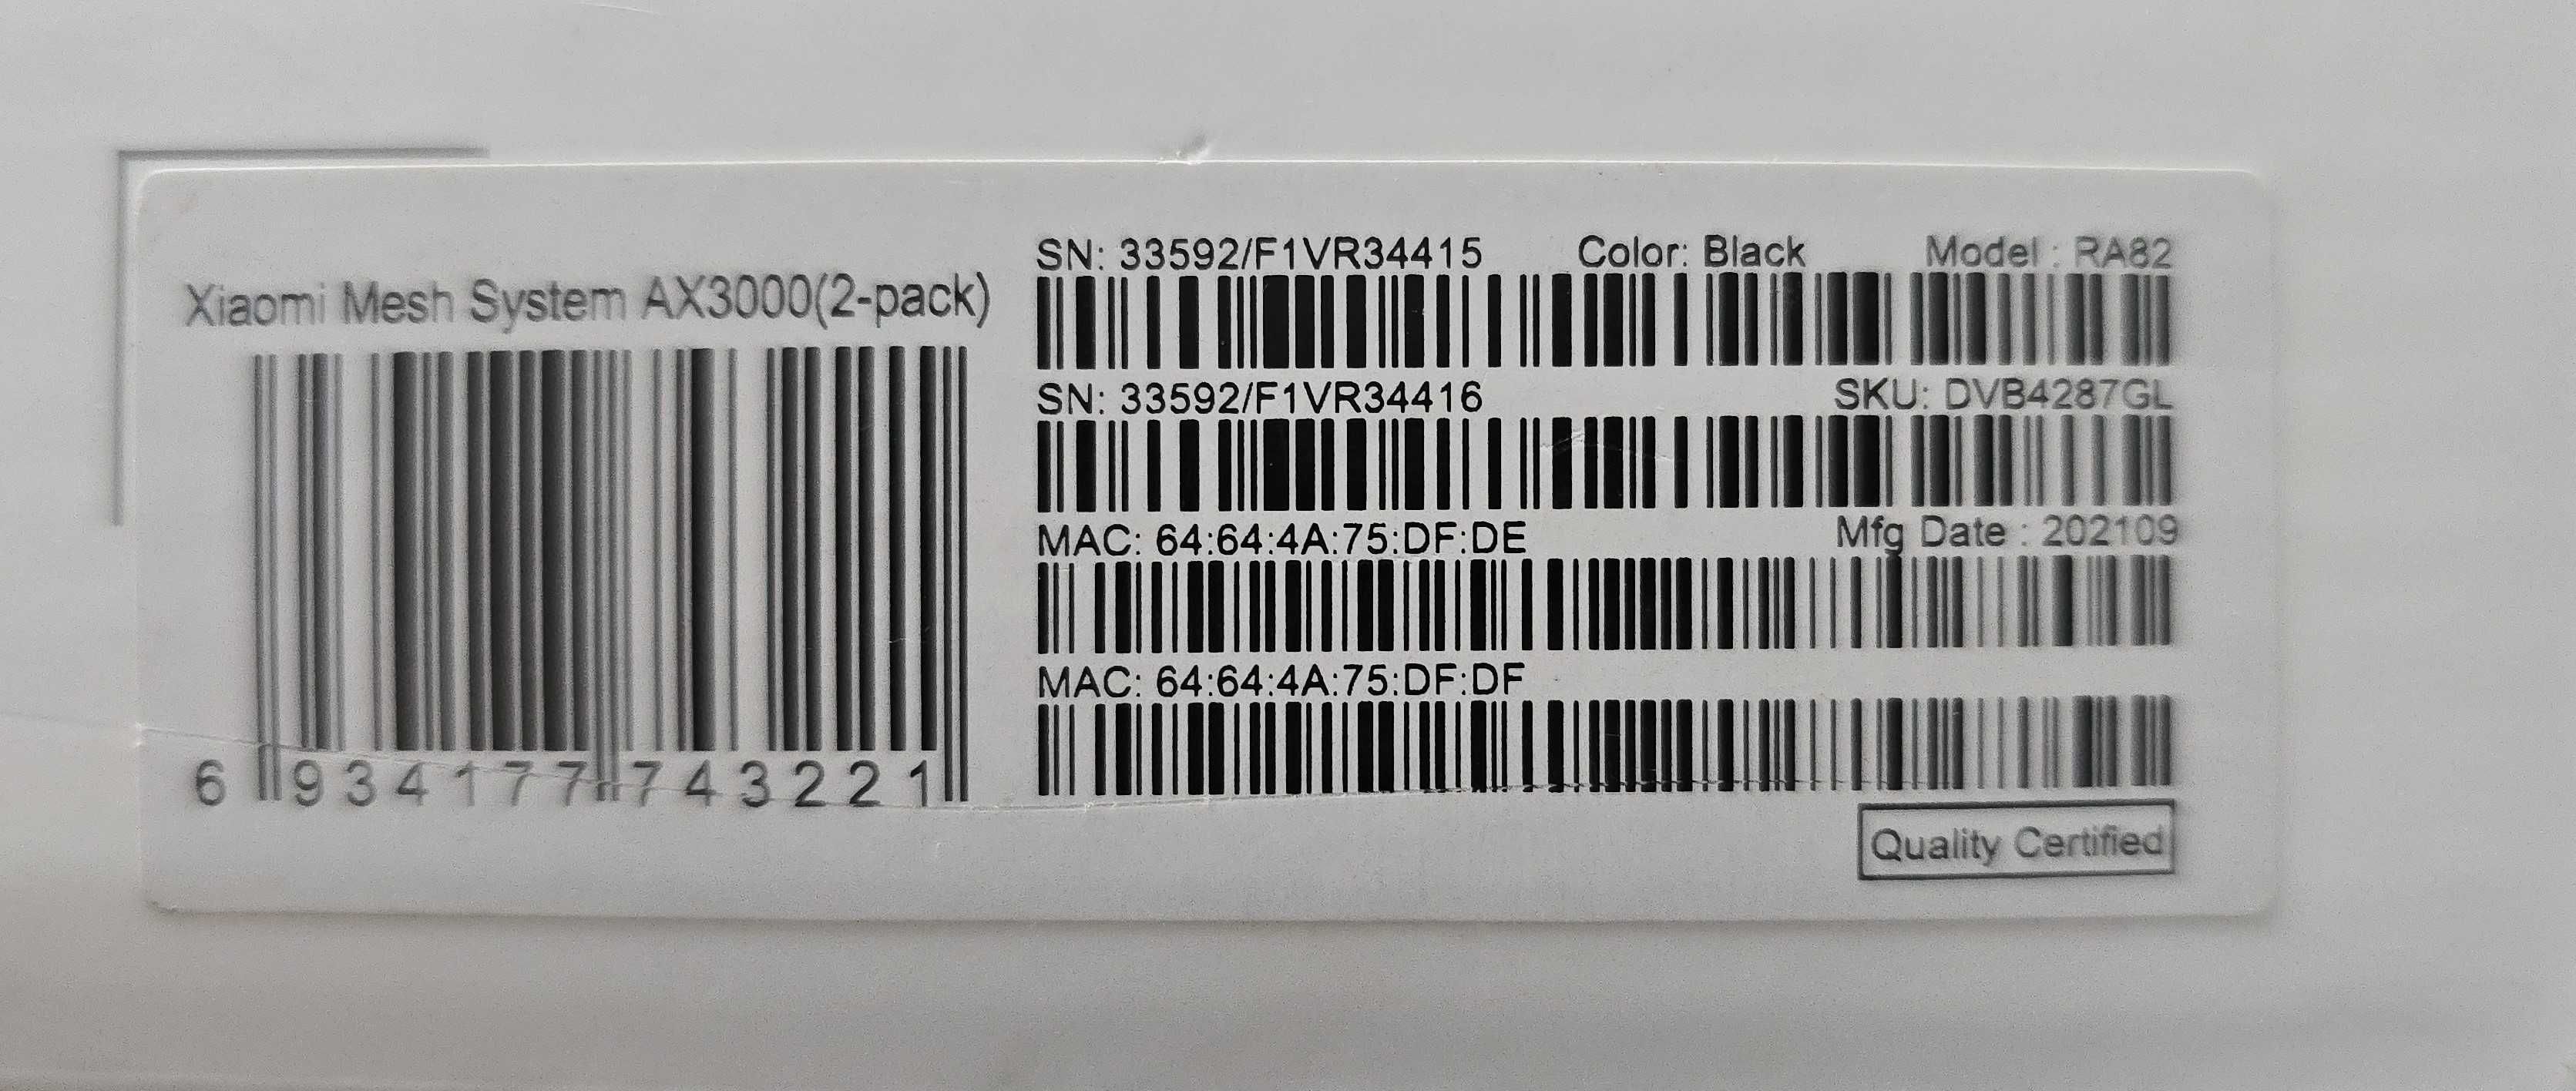 Xiaomi Mesh System AX3000(2-pack)
6 934177 743221
SN: 33592/F1VR34415 Color: Black Model : RA82
SN: 33592/F1VR34416 SKU: DVB4287GL
MAC: 64:64:4A:75:DF:DE Mfg Date : 202109
MAC: 64:64:4A:75:DF:DF
Quality Certified